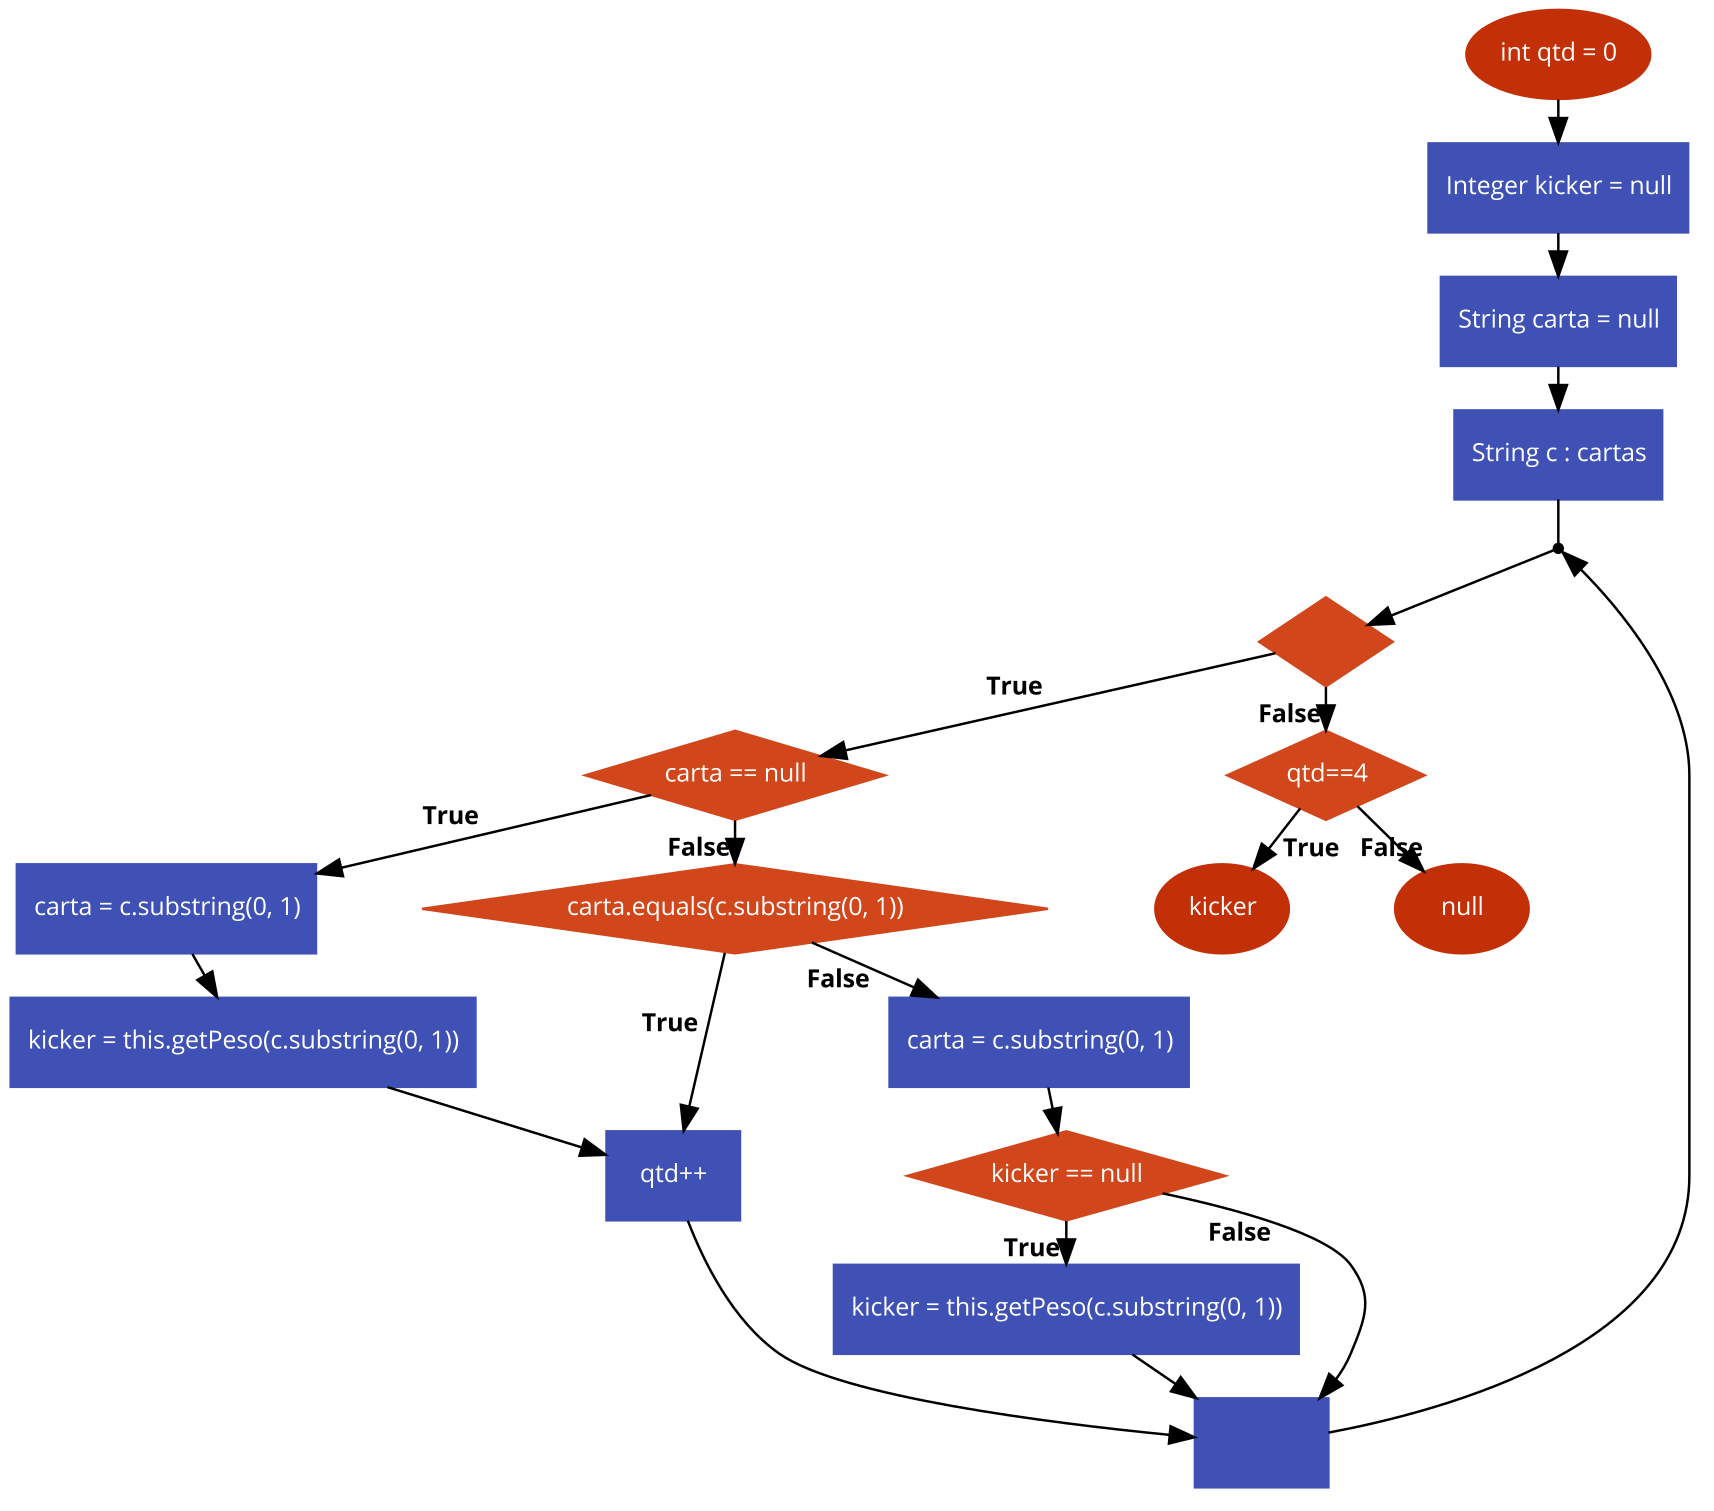 int qtd = 0
Integer kicker = null
String carta = null
String c : cartas
True
False
carta == null
qtd==4
True
False
True
False
carta = c.substring(0, 1)
carta.equals(c.substring(0, 1))
kicker
null
False
True
kicker = this.getPeso(c.substring(0, 1))
carta = c.substring(0, 1)
qtd++
kicker == null
True
False
kicker = this.getPeso(c.substring(0, 1))